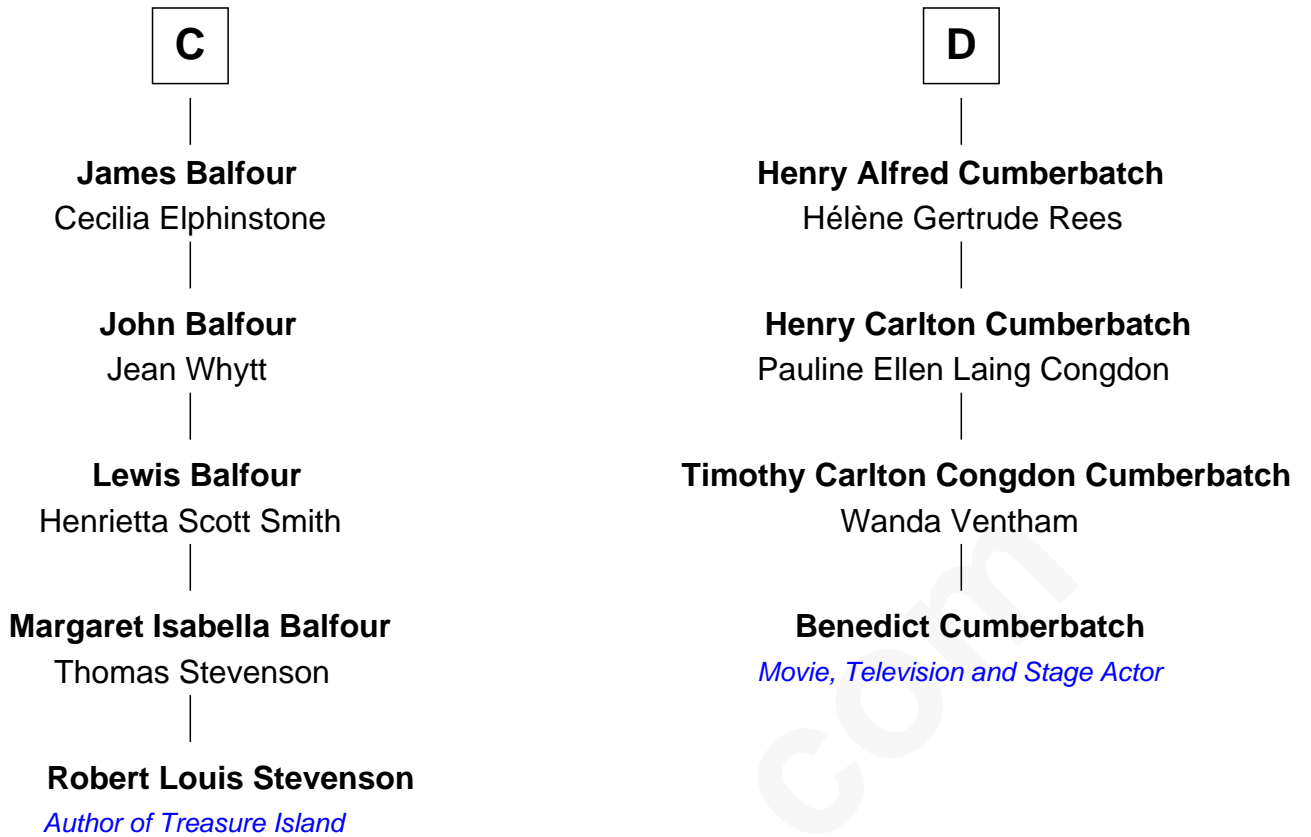 C
James Balfour
Cecilia Elphinstone
John Balfour
Jean Whytt
Lewis Balfour
Henrietta Scott Smith
Margaret Isabella Balfour
Thomas Stevenson
Robert Louis Stevenson
Author of Treasure Island
D
Henry Alfred Cumberbatch
Hélène Gertrude Rees
Henry Carlton Cumberbatch
Pauline Ellen Laing Congdon
Timothy Carlton Congdon Cumberbatch
Wanda Ventham
Benedict Cumberbatch
Movie, Television and Stage Actor
com